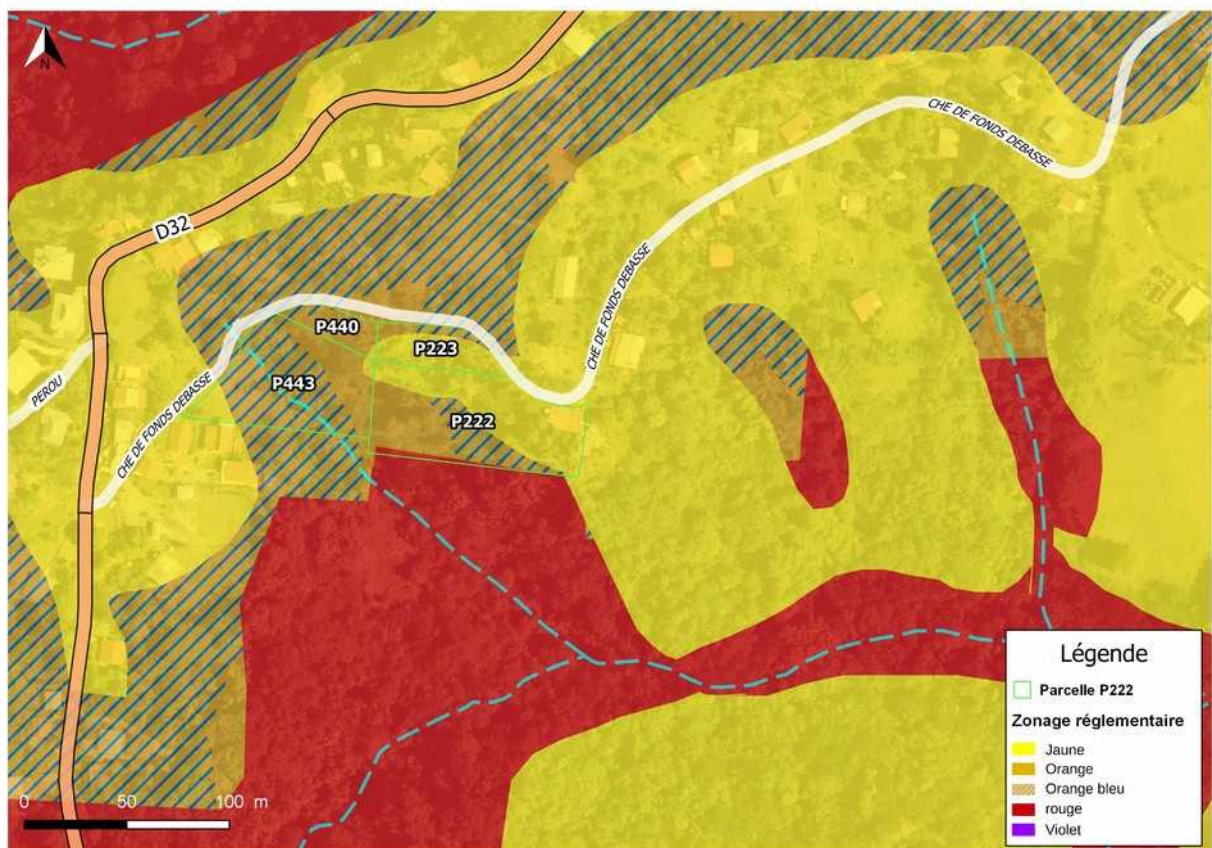 N
D32
CHE DE FONDS DEBASSE
CHE DE FONDS DEBASSE
PEROU
CHE DE FONDS DEBASSE
P440
P223
P443
P222
Légende
Parcelle P222
Zonage réglementaire
Jaune
Orange
Orange bleu
rouge
Violet
0 50 100 m